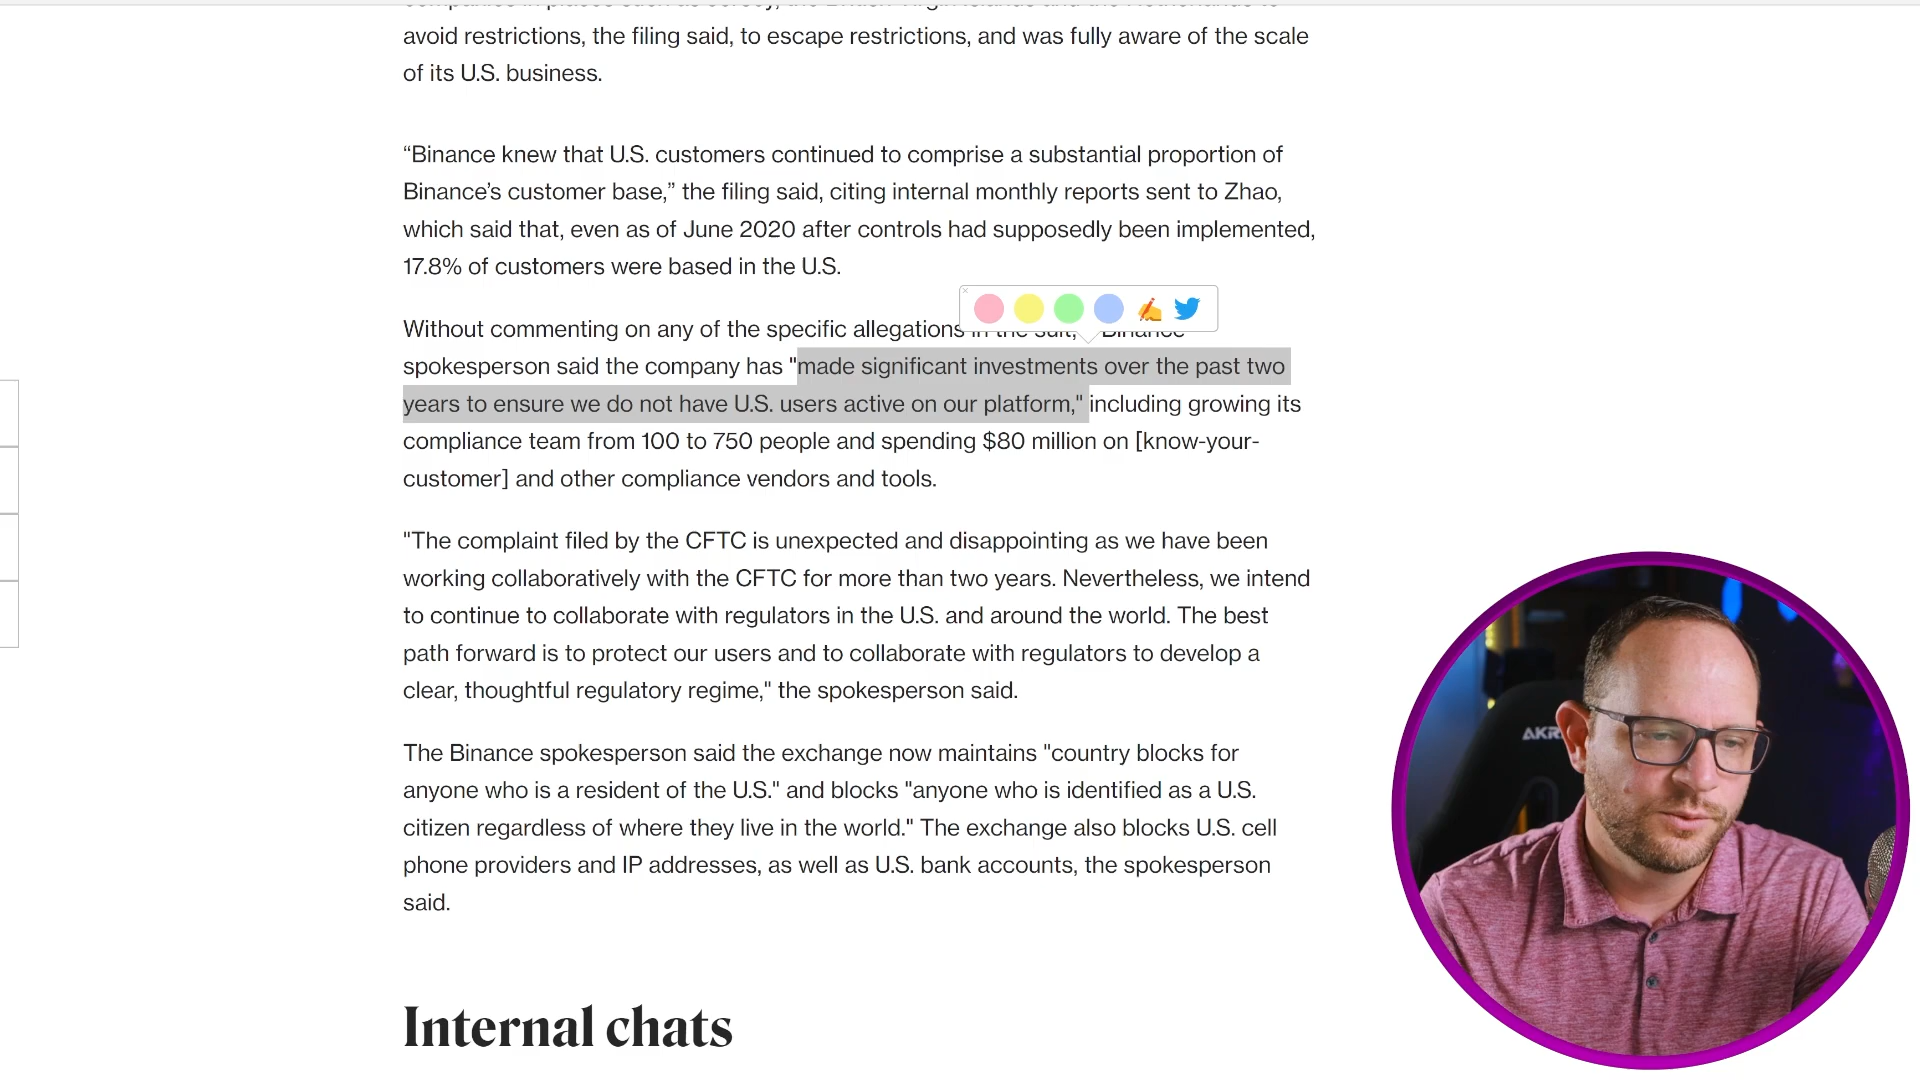 avoid restrictions, the filing said, to escape restrictions, and was fully aware of the scale
of its U.S. business.
“Binance knew that U.S. customers continued to comprise a substantial proportion of
Binance’s customer base,” the filing said, citing internal monthly reports sent to Zhao,
which said that, even as of June 2020 after controls had supposedly been implemented,
17.8% of customers were based in the U.S.
Without commenting on any of the specific allegations in the suit, Binance
spokesperson said the company has "made significant investments over the past two
years to ensure we do not have U.S. users active on our platform," including growing its
compliance team from 100 to 750 people and spending $80 million on [know-your-
customer] and other compliance vendors and tools.
"The complaint filed by the CFTC is unexpected and disappointing as we have been
working collaboratively with the CFTC for more than two years. Nevertheless, we intend
to continue to collaborate with regulators in the U.S. and around the world. The best
path forward is to protect our users and to collaborate with regulators to develop a
clear, thoughtful regulatory regime," the spokesperson said.
The Binance spokesperson said the exchange now maintains "country blocks for
anyone who is a resident of the U.S." and blocks "anyone who is identified as a U.S.
citizen regardless of where they live in the world." The exchange also blocks U.S. cell
phone providers and IP addresses, as well as U.S. bank accounts, the spokesperson
said.
Internal chats